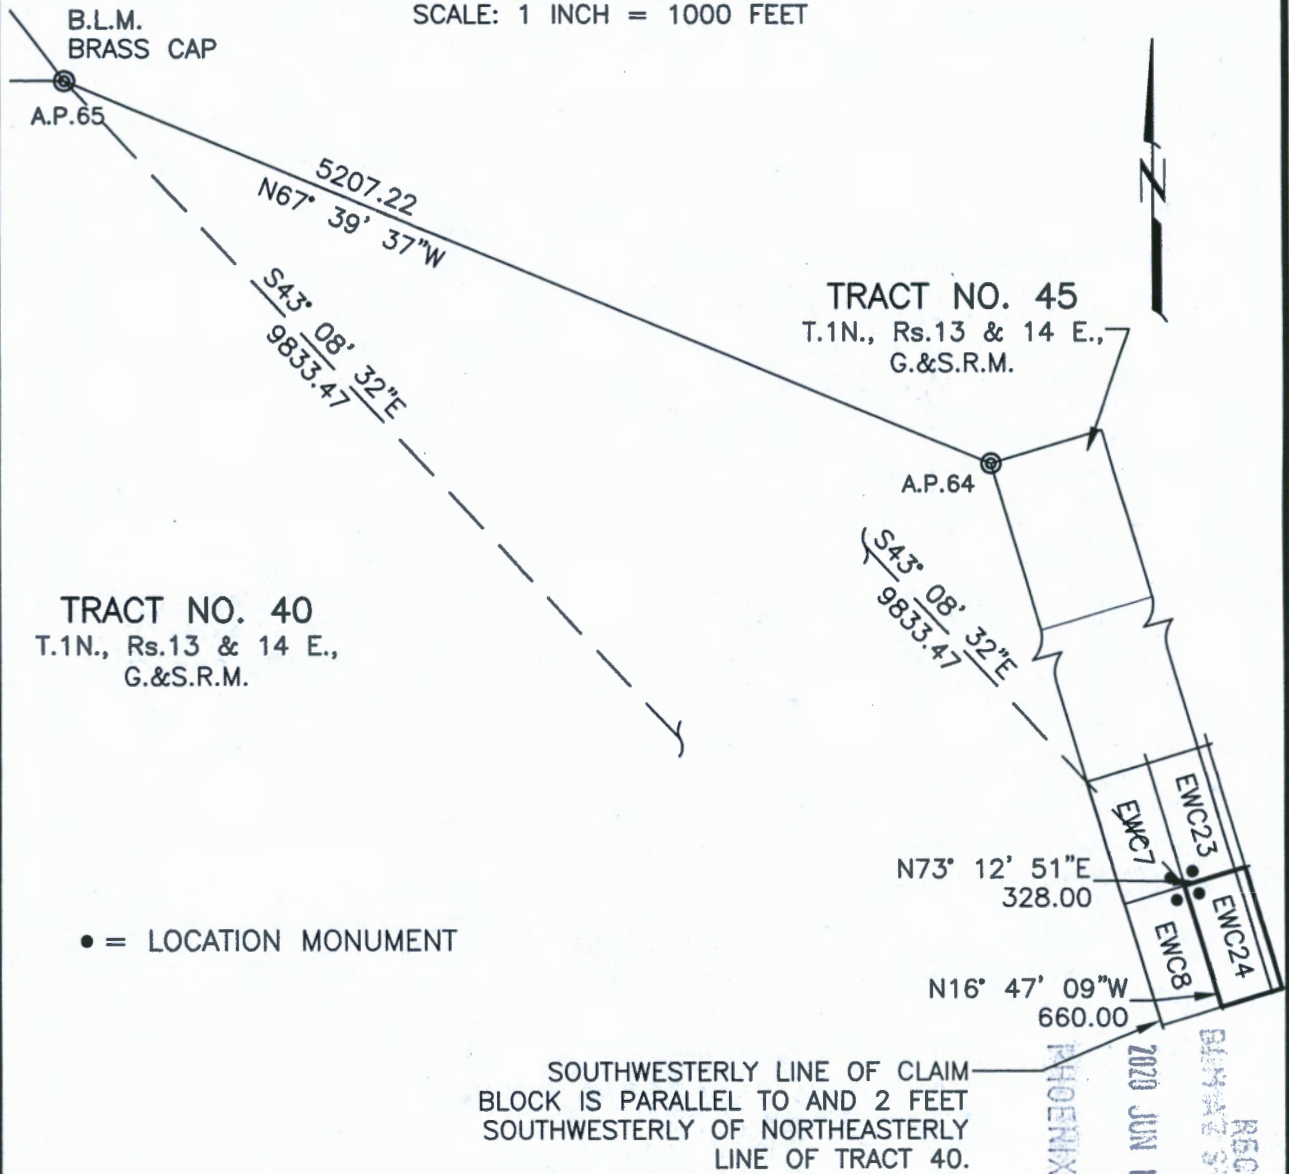 SCALE: 1 INCH = 1000 FEET
B.L.M.
BRASS CAP
A.P.65
5207.22
N67° 39' 37"W
S43° 08' 32"E
9833.47
N
TRACT NO. 45
T.1N., Rs.13 & 14 E.,
G.&S.R.M.
A.P.64
S43° 08' 32"E
9833.47
TRACT NO. 40
T.1N., Rs.13 & 14 E.,
G.&S.R.M.
EWC7
EWC23
N73° 12' 51"E
328.00
EWC8
EWC24
● = LOCATION MONUMENT
N16° 47' 09"W
660.00
SOUTHWESTERLY LINE OF CLAIM
BLOCK IS PARALLEL TO AND 2 FEET
SOUTHWESTERLY OF NORTHEASTERLY
LINE OF TRACT 40.
2020 JUN
PHOENIX